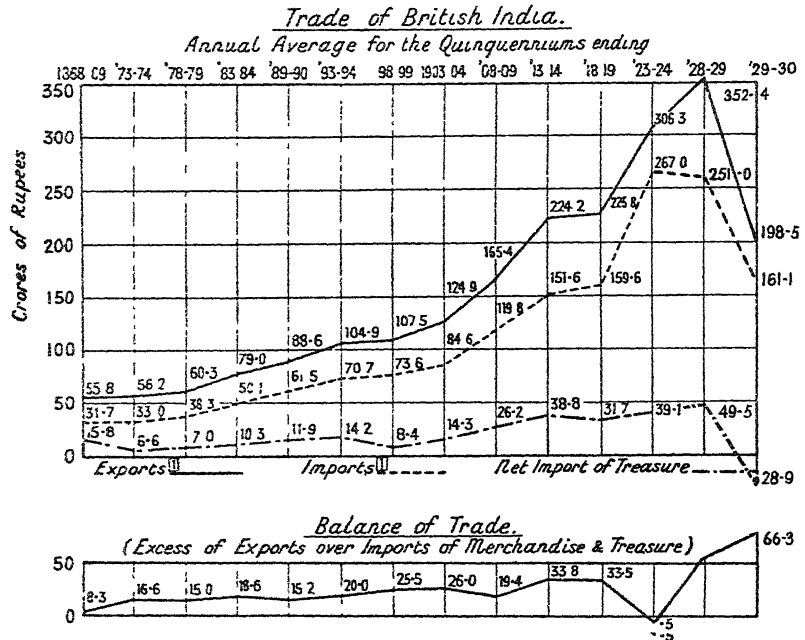 Trade of British India.
Annual Average for the Quinquenniums ending
1368 09 '73-74 '78-79 '83 84 '89-90 '93-94 98 99 1903 04 '08-09 '13 14 '18 19 '23-24 '28-29 '29-30
Crores of Rupees
350
300
250
200
150
100
50
0
55.8 56.2 60.3 79.0 88.6 104.9 107.5 124.9 165.4 224.2 225.8 306.3 352.4 198.5
31.7 33.0 38.3 50.1 61.5 70.7 73.6 84.6 119.8 151.6 159.6 267.0 251.0 161.1
15.8 6.6 7.0 10.3 11.9 14.2 8.4 14.3 26.2 38.8 31.7 39.1 49.5 28.9
Exports Imports Net Import of Treasure
Balance of Trade.
(Excess of Exports over Imports of Merchandise & Treasure)
50
0
8.3 16.6 15.0 18.6 15.2 20.0 25.5 26.0 19.4 33.8 33.5 66.3